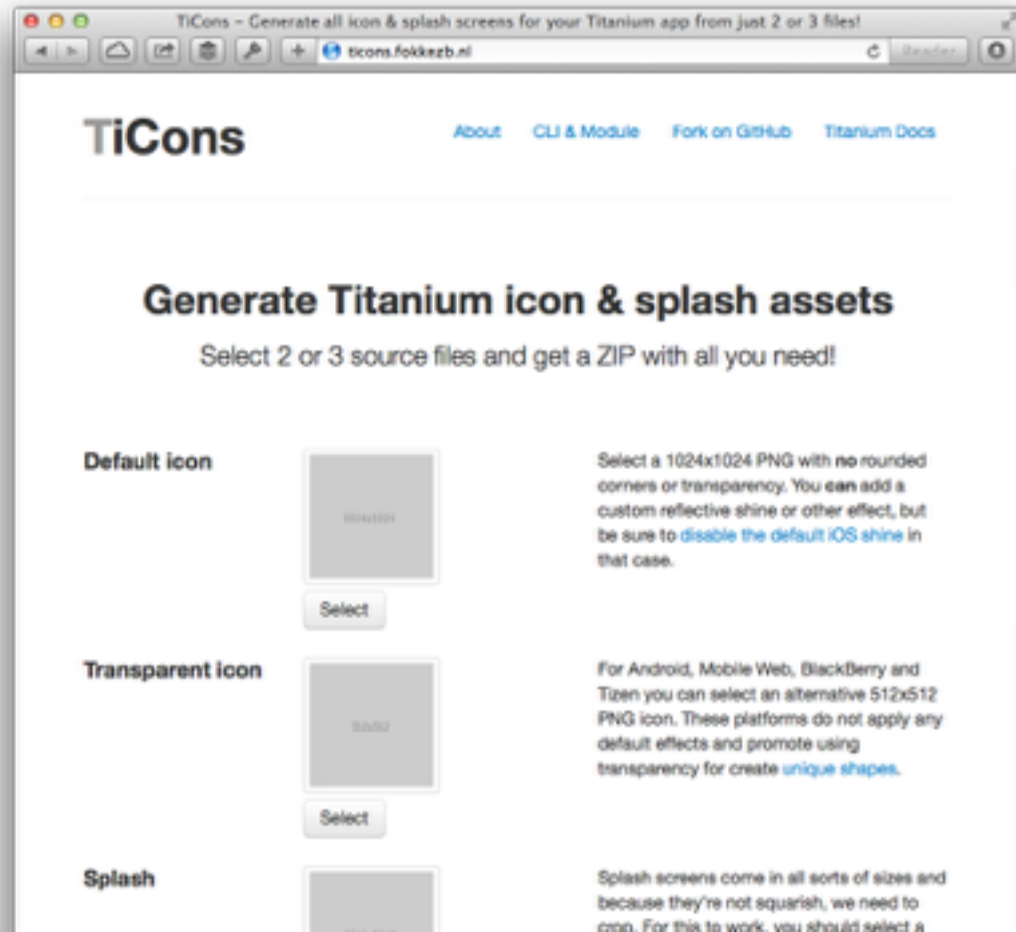 TiCons – Generate all icon & splash screens for your Titanium app from just 2 or 3 files!
ticons.fokkezb.nl
Reader
TiCons
About CLI & Module Fork on GitHub Titanium Docs
Generate Titanium icon & splash assets
Select 2 or 3 source files and get a ZIP with all you need!
Default icon
1024x1024
Select
Select a 1024x1024 PNG with no rounded
corners or transparency. You can add a
custom reflective shine or other effect, but
be sure to disable the default iOS shine in
that case.
Transparent icon
512x512
Select
For Android, Mobile Web, BlackBerry and
Tizen you can select an alternative 512x512
PNG icon. These platforms do not apply any
default effects and promote using
transparency for create unique shapes.
Splash
Splash screens come in all sorts of sizes and
because they're not squarish, we need to
crop. For this to work, you should select a